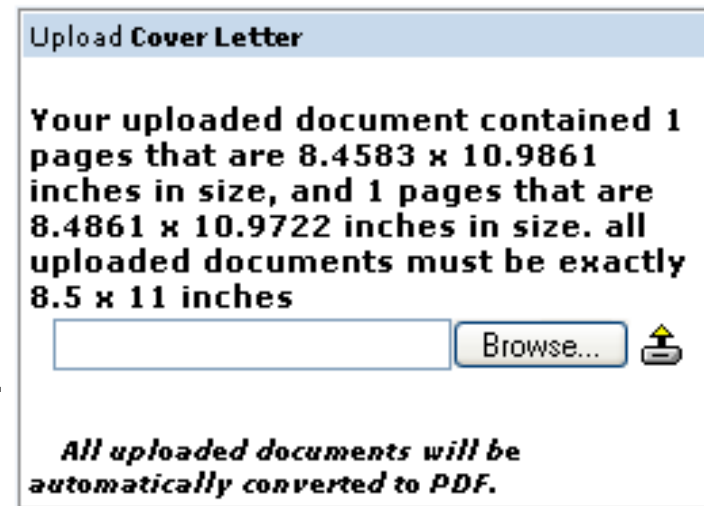 Upload Cover Letter
Your uploaded document contained 1
pages that are 8.4583 x 10.9861
inches in size, and 1 pages that are
8.4861 x 10.9722 inches in size. all
uploaded documents must be exactly
8.5 x 11 inches
Browse...
All uploaded documents will be
automatically converted to PDF.